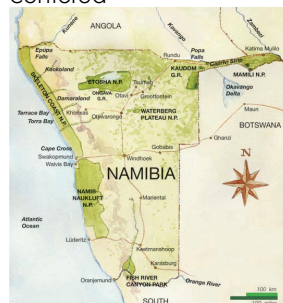 centered
ANGOLA
Kunene
Kavango
Zambezi
Epupa
Falls
Popa
Falls
Rundu
Katima Mulilo
Kaokoland
KAUDOM
G.R.
Caprivi Strip
MAMILI N.P.
ETOSHA N.P.
Tsumeb
SKELETON COAST N.P.
ONGAVA
G.R.
Otavi
Grootfontein
Okavango
Delta
Damaraland
WATERBERG
PLATEAU N.P.
Terrace Bay
Torra Bay
Khorixas
Otjiwarongo
Maun
BOTSWANA
Ghanzi
Cape Cross
Swakopmund
Walvis Bay
Gobabis
Windhoek
NAMIBIA
N
NAMIB-
NAUKLUFT
N.P.
Mariental
Atlantic
Ocean
Lüderitz
Keetmanshoop
Karasburg
Oranjemund
FISH RIVER
CANYON PARK
Orange River
100 km
100 miles
SOUTH